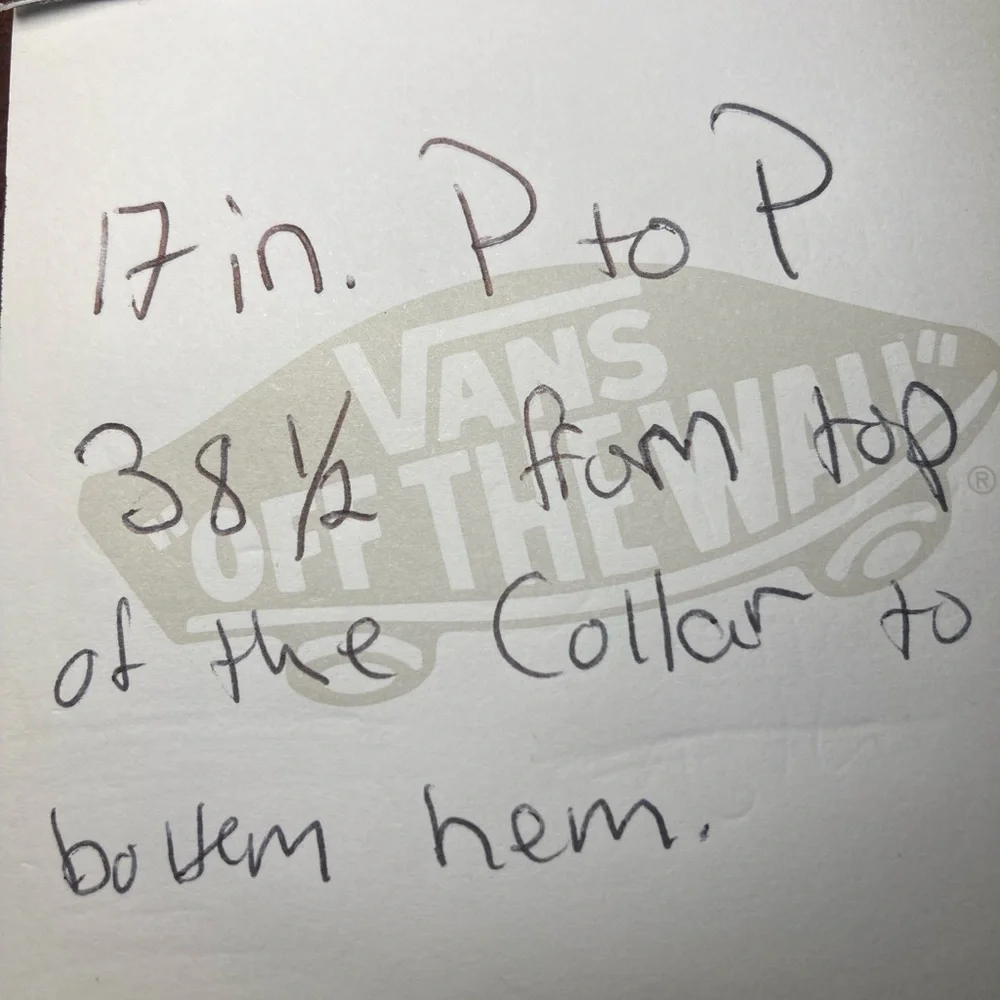 17 in. P to P
VANS
"OFF THE WALL"
®
38 1/2 from top
of the Collar to
bottem hem.